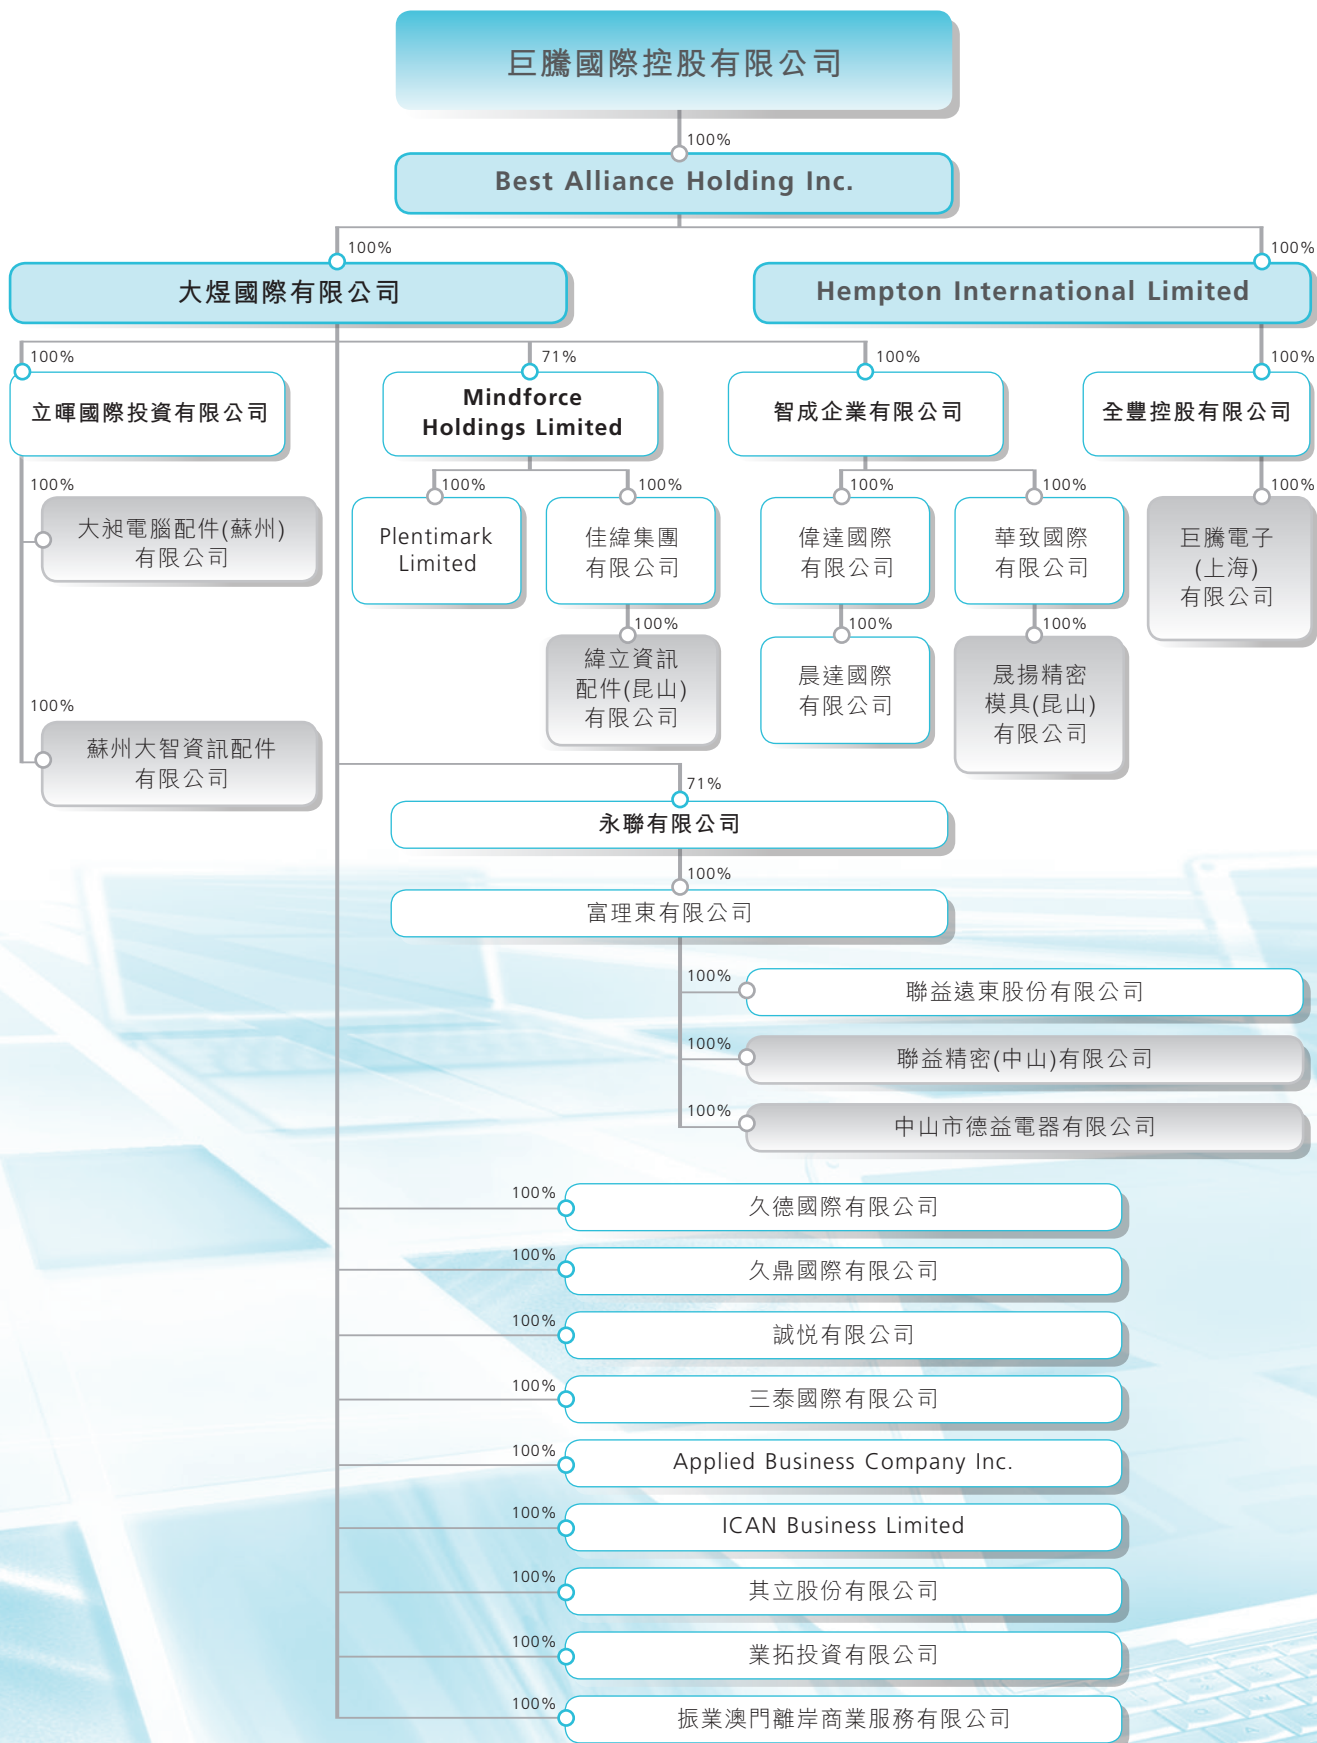 巨騰國際控股有限公司
100%
Best Alliance Holding Inc.
100%
100%
大煜國際有限公司
Hempton International Limited
100%
71%
100%
100%
立暉國際投資有限公司
Mindforce
Holdings Limited
智成企業有限公司
全豐控股有限公司
100%
100%
100%
100%
100%
100%
大昶電腦配件(蘇州)
有限公司
Plentimark
Limited
佳緯集團
有限公司
偉達國際
有限公司
華致國際
有限公司
巨騰電子
(上海)
有限公司
100%
100%
100%
緯立資訊
配件(昆山)
有限公司
晨達國際
有限公司
晟揚精密
模具(昆山)
有限公司
100%
蘇州大智資訊配件
有限公司
71%
永聯有限公司
100%
富理東有限公司
100%
聯益遠東股份有限公司
100%
聯益精密(中山)有限公司
100%
中山市德益電器有限公司
100%
久德國際有限公司
100%
久鼎國際有限公司
100%
誠悦有限公司
100%
三泰國際有限公司
100%
Applied Business Company Inc.
100%
ICAN Business Limited
100%
其立股份有限公司
100%
業拓投資有限公司
100%
振業澳門離岸商業服務有限公司